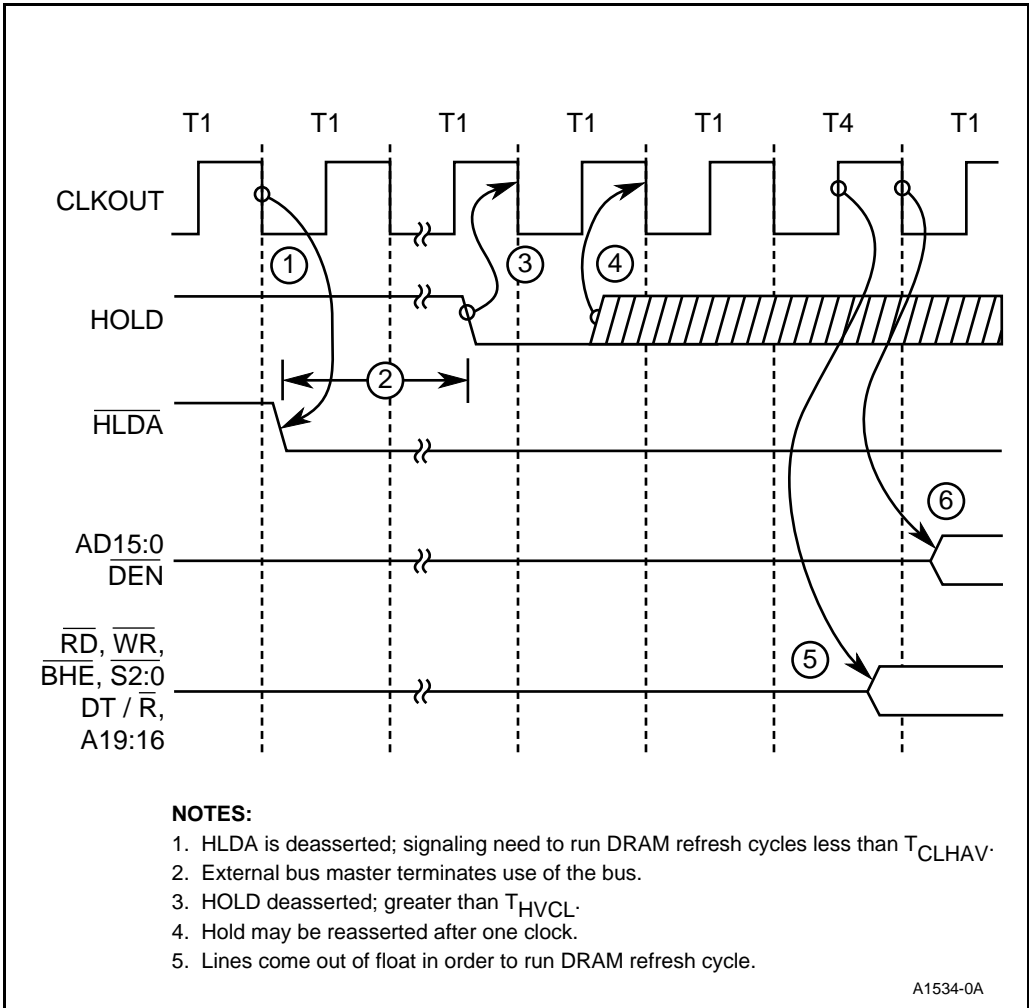 T1 T1 T1 T1 T1 T4 T1
CLKOUT
1 3 4
HOLD
2
HLDA
6
AD15:0
DEN
RD, WR,
BHE, S2:0
5
DT / R,
A19:16
NOTES:
1. HLDA is deasserted; signaling need to run DRAM refresh cycles less than TCLHAV.
2. External bus master terminates use of the bus.
3. HOLD deasserted; greater than THVCL.
4. Hold may be reasserted after one clock.
5. Lines come out of float in order to run DRAM refresh cycle.
A1534-0A